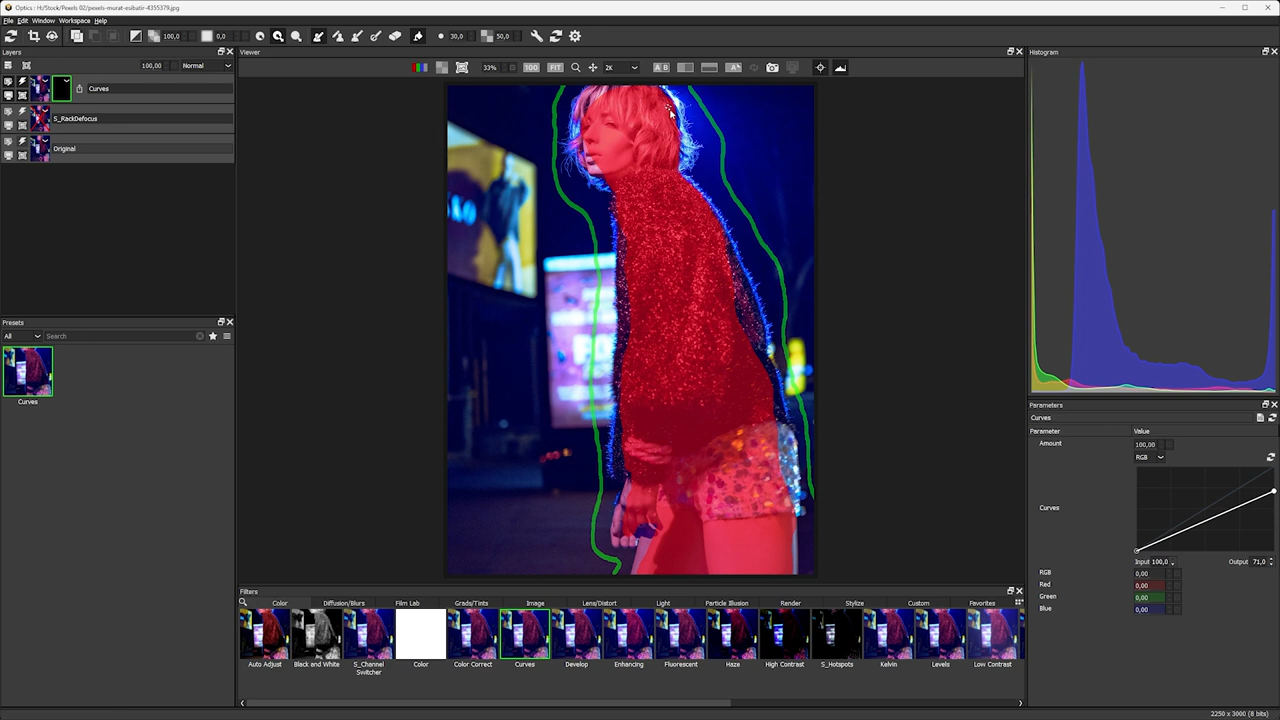 Optics : H:/Stock/Pexels 02/pexels-murat-esibatir-4355379.jpg
File Edit Window Workspace Help
100,0 0,0 30,0 50,0
Layers
100,00 Normal
Curves
S_RackDefocus
Original
Presets
All Search
Curves
Viewer
33% 100 FIT 2K A B A
Filters
Color Diffusion/Blurs Film Lab Grads/Tints Image Lens/Distort Light Particle Illusion Render Stylize Custom Favorites
Auto Adjust Black and White S_Channel Switcher Color Color Correct Curves Develop Enhancing Fluorescent Haze High Contrast S_Hotspots Kelvin Levels Low Contrast
Histogram
Parameters
Curves
Parameter Value
Amount 100,00
RGB
Curves
Input 100,0 Output 71,0
RGB 0,00
Red 0,00
Green 0,00
Blue 0,00
2250 x 3000 (8 bits)